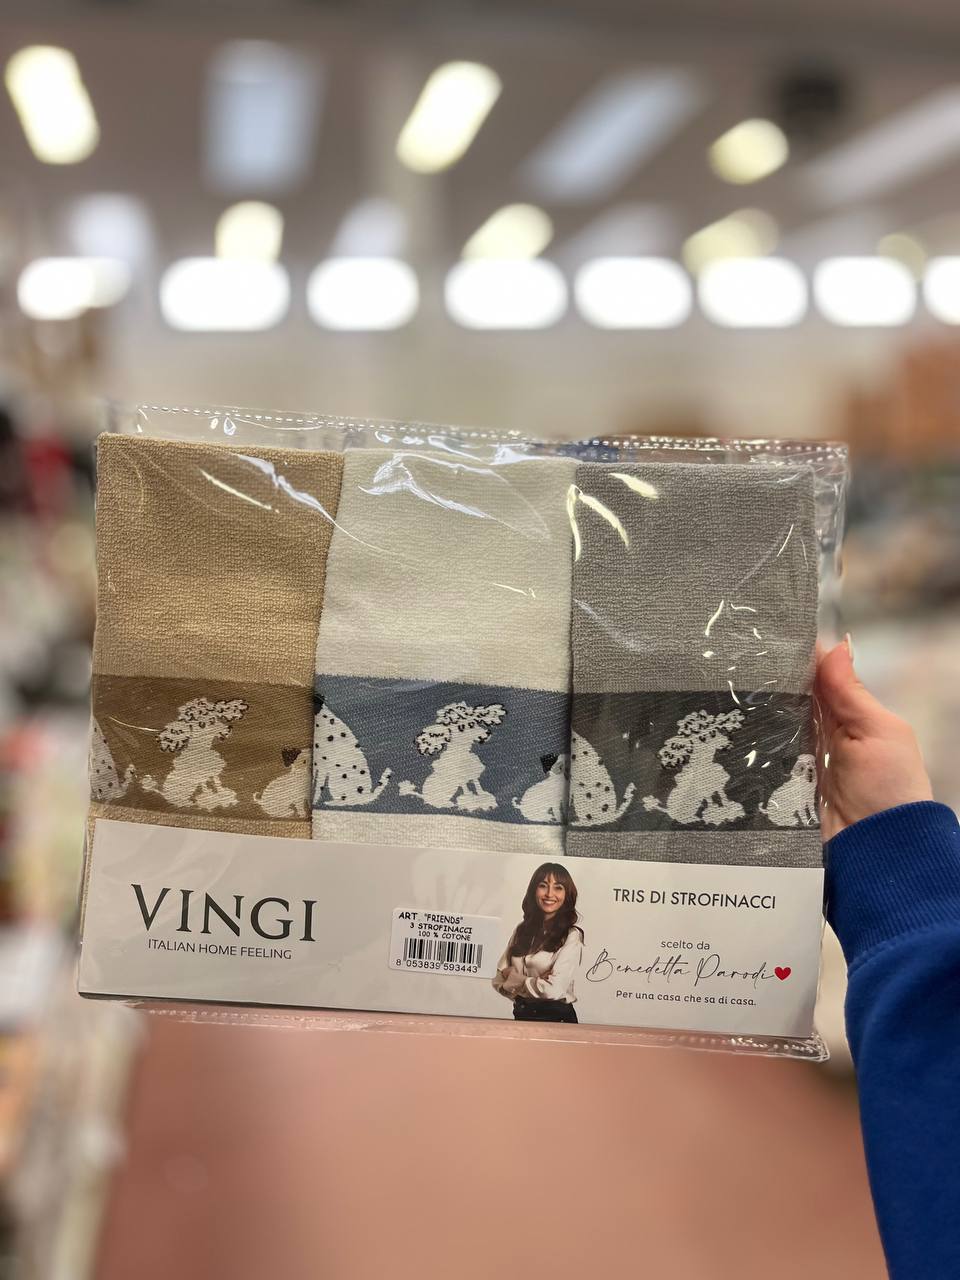 VINGI
ITALIAN HOME FEELING
ART. "FRIENDS"
3 STROFINACCI
100 % COTONE
8 053839 593443
TRIS DI STROFINACCI
scelto da
Benedetta Parodi
Per una casa che sa di casa.